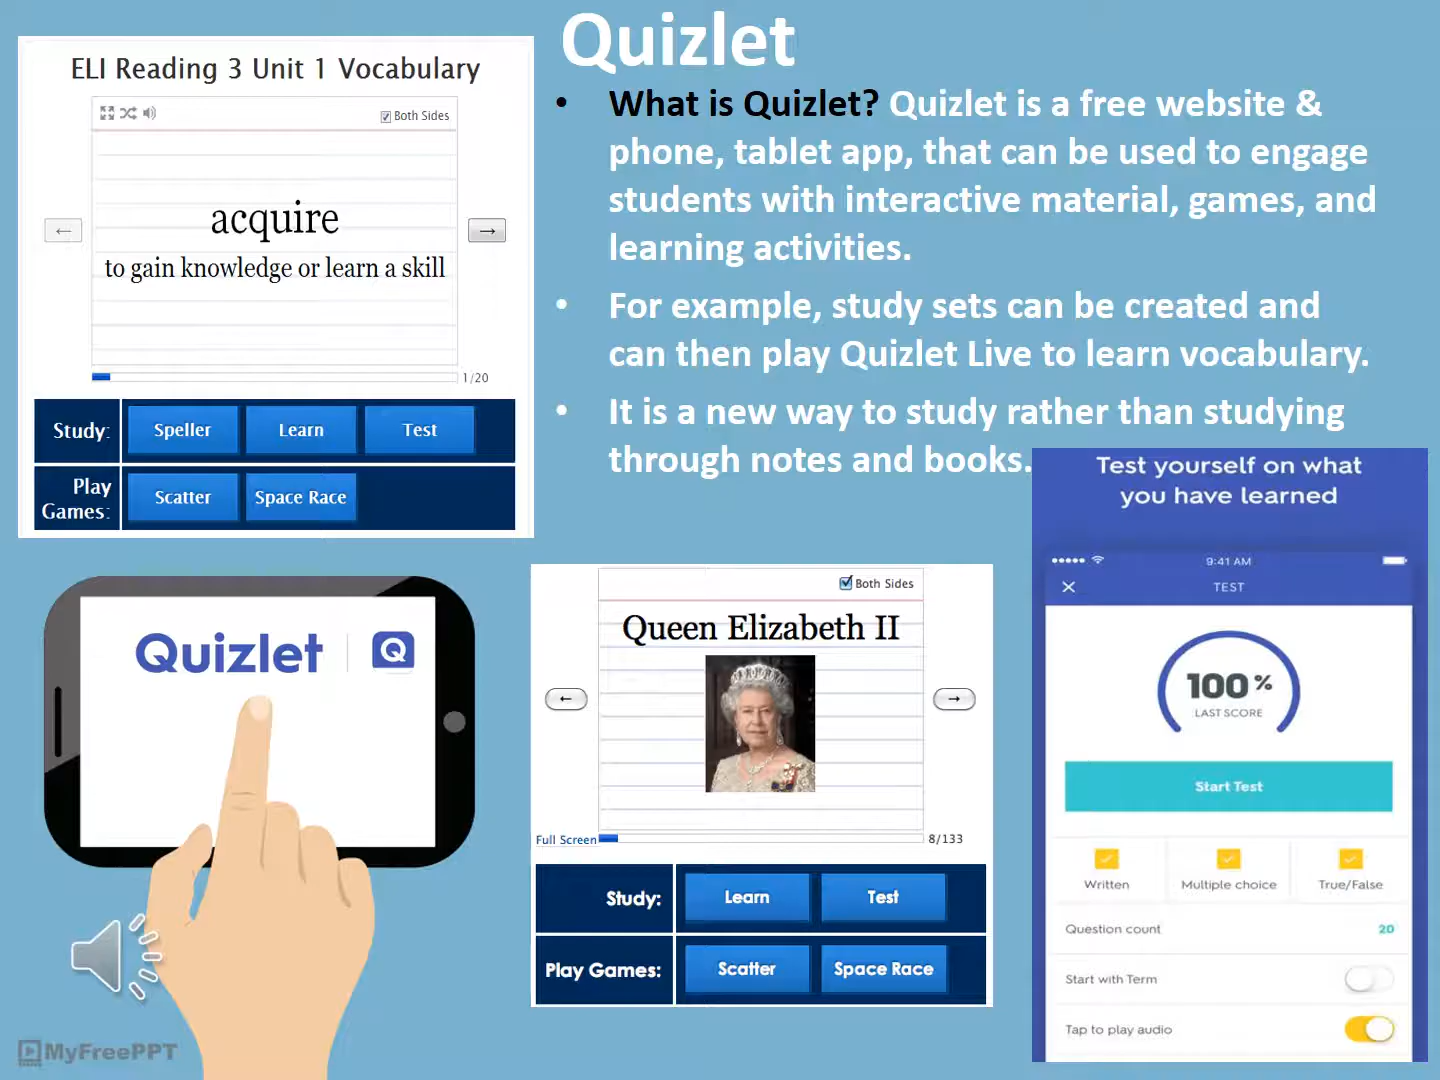 Quizlet
• What is Quizlet? Quizlet is a free website &
phone, tablet app, that can be used to engage
students with interactive material, games, and
learning activities.
• For example, study sets can be created and
can then play Quizlet Live to learn vocabulary.
• It is a new way to study rather than studying
through notes and books.
ELI Reading 3 Unit 1 Vocabulary
Both Sides
acquire
to gain knowledge or learn a skill
← →
1/20
Study: Speller Learn Test
Play Games: Scatter Space Race
Quizlet | Q
Both Sides
Queen Elizabeth II
← →
Full Screen 8/133
Study: Learn Test
Play Games: Scatter Space Race
Test yourself on what
you have learned
9:41 AM
TEST
100%
LAST SCORE
Start Test
Written Multiple choice True/False
Question count 20
Start with Term
Tap to play audio
MyFreePPT